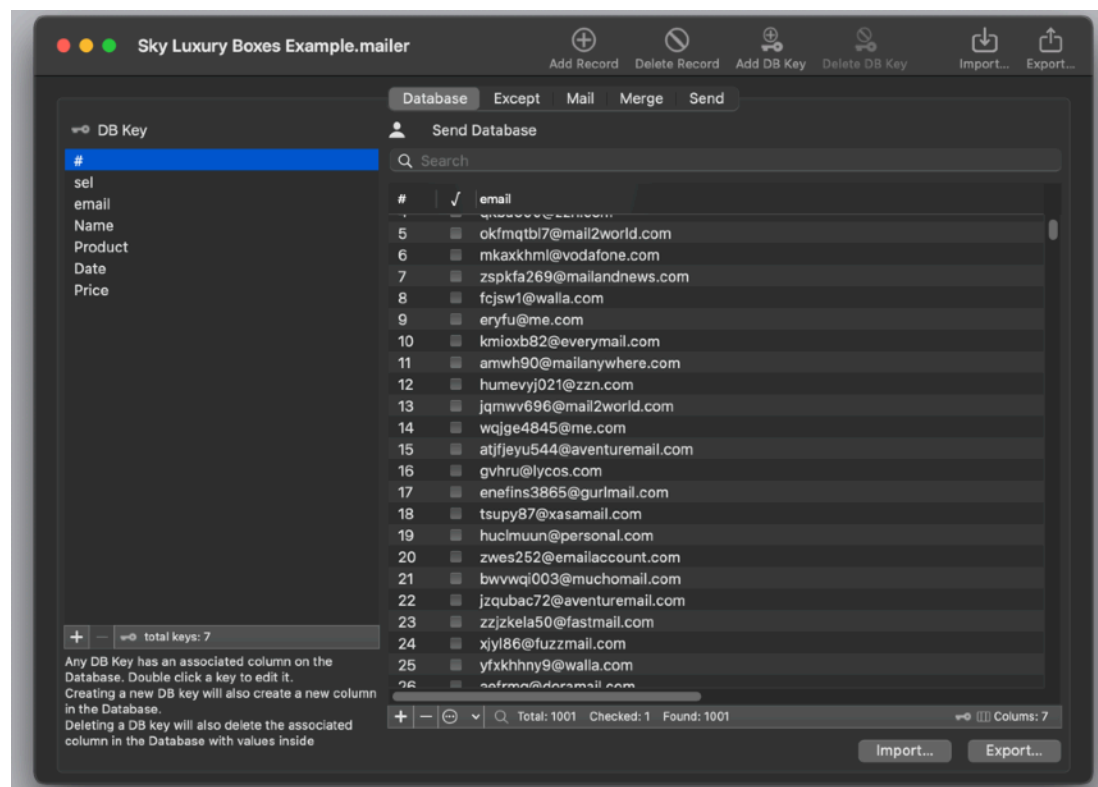 Sky Luxury Boxes Example.mailer
Add Record Delete Record Add DB Key Delete DB Key Import... Export...
Database Except Mail Merge Send
DB Key
#
sel
email
Name
Product
Date
Price
+ − total keys: 7
Any DB Key has an associated column on the
Database. Double click a key to edit it.
Creating a new DB key will also create a new column
in the Database.
Deleting a DB key will also delete the associated
column in the Database with values inside
Send Database
Search
# √ email
5 okfmqtbl7@mail2world.com
6 mkaxkhml@vodafone.com
7 zspkfa269@mailandnews.com
8 fcjsw1@walla.com
9 eryfu@me.com
10 kmioxb82@everymail.com
11 amwh90@mailanywhere.com
12 humevyj021@zzn.com
13 jqmwv696@mail2world.com
14 wqjge4845@me.com
15 atjfjeyu544@aventuremail.com
16 gvhru@lycos.com
17 enefins3865@gurlmail.com
18 tsupy87@xasamail.com
19 huclmuun@personal.com
20 zwes252@emailaccount.com
21 bwvwqi003@muchomail.com
22 jzqubac72@aventuremail.com
23 zzjzkela50@fastmail.com
24 xjyl86@fuzzmail.com
25 yfxkhhny9@walla.com
26
+ − Total: 1001 Checked: 1 Found: 1001 Colums: 7
Import... Export...